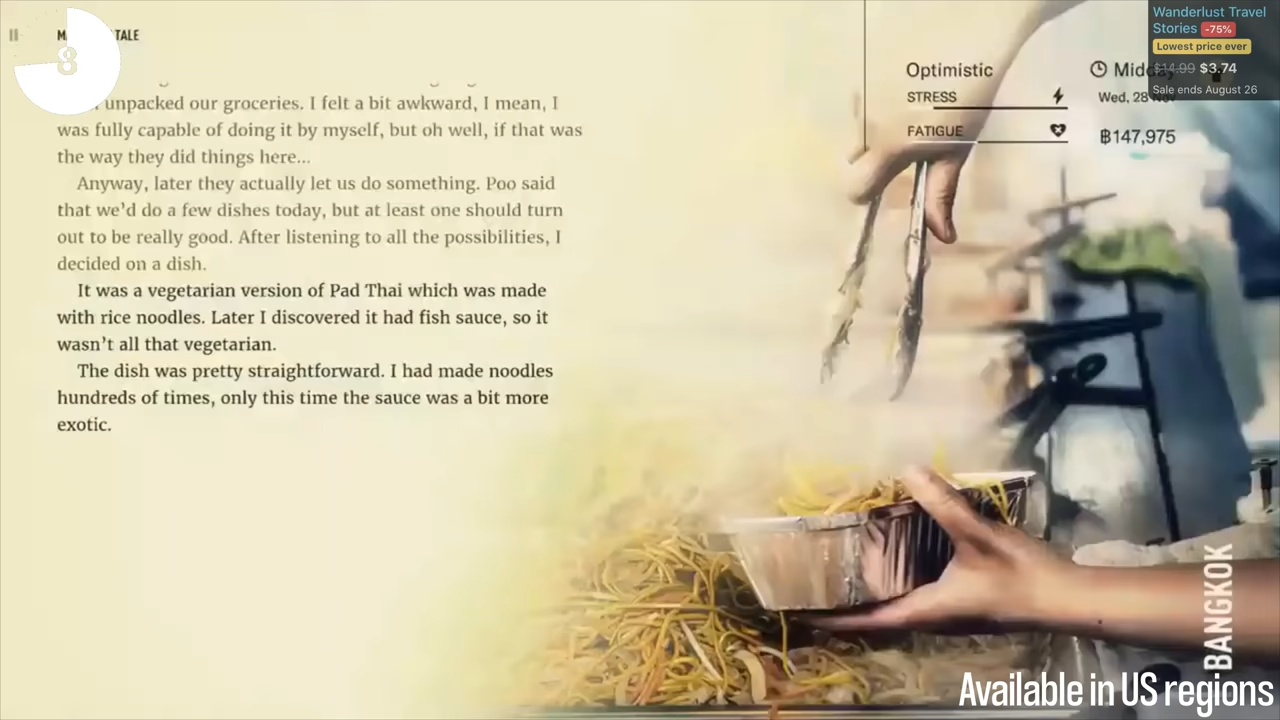 8
TALE
unpacked our groceries. I felt a bit awkward, I mean, I
was fully capable of doing it by myself, but oh well, if that was
the way they did things here...
Anyway, later they actually let us do something. Poo said
that we'd do a few dishes today, but at least one should turn
out to be really good. After listening to all the possibilities, I
decided on a dish.
It was a vegetarian version of Pad Thai which was made
with rice noodles. Later I discovered it had fish sauce, so it
wasn't all that vegetarian.
The dish was pretty straightforward. I had made noodles
hundreds of times, only this time the sauce was a bit more
exotic.
Optimistic
STRESS
FATIGUE
Midday
Wed, 28
฿147,975
Wanderlust Travel
Stories -75%
Lowest price ever
$14.99 $3.74
Sale ends August 26
BANGKOK
Available in US regions